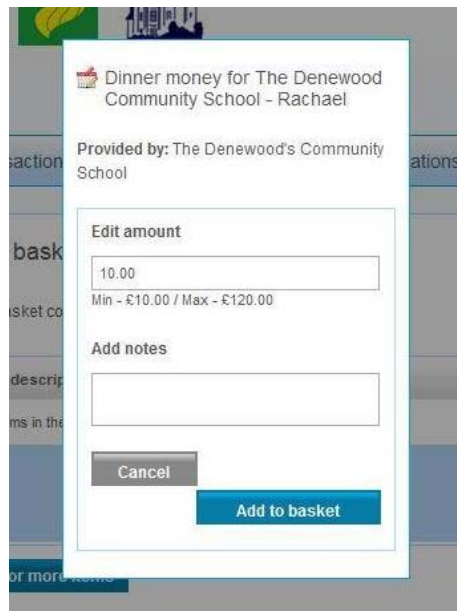 Dinner money for The Denewood
Community School - Rachael
Provided by: The Denewood's Community
School
saction
ations
bask
Edit amount
10.00
Min - £10.00 / Max - £120.00
asket co
Add notes
descrip
ms in the
Cancel
Add to basket
or more items